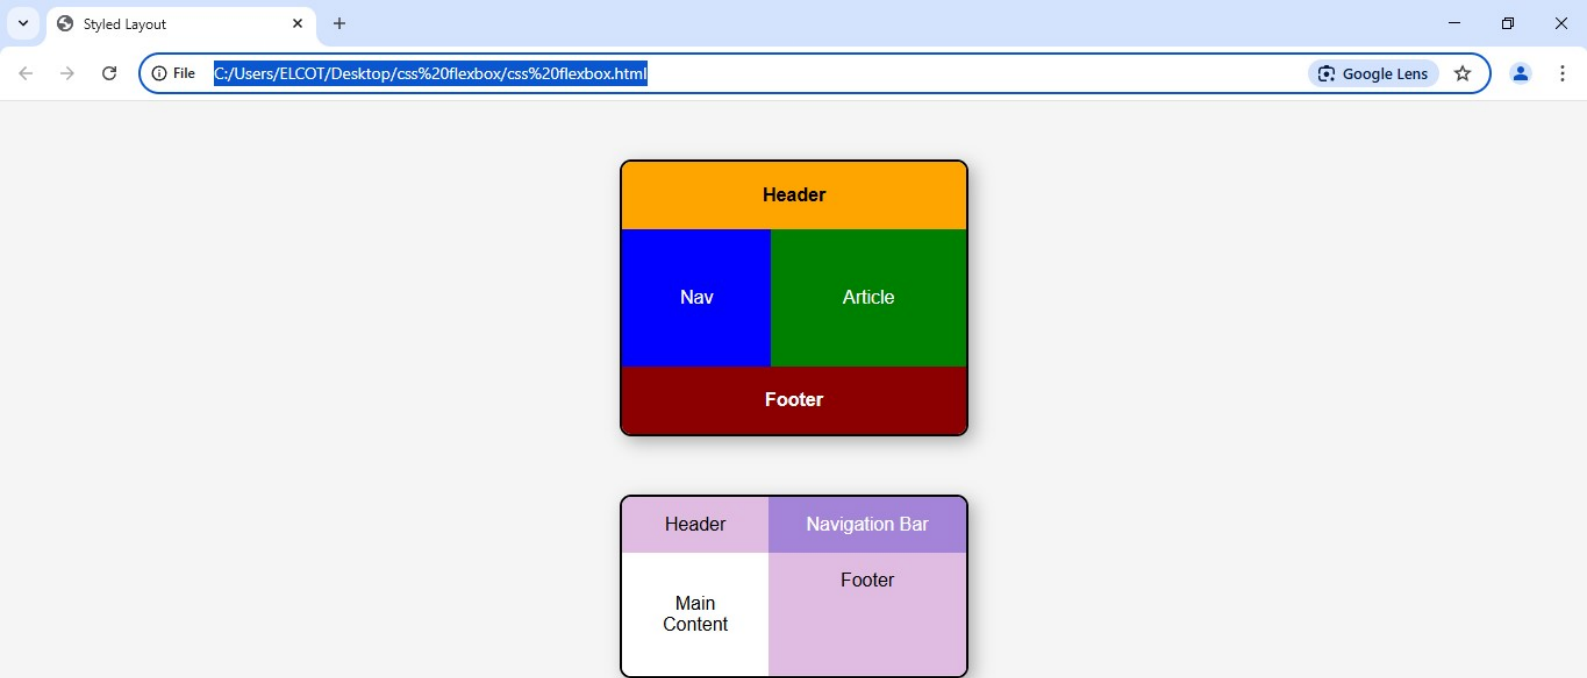 Styled Layout
File C:/Users/ELCOT/Desktop/css%20flexbox/css%20flexbox.html Google Lens
Header
Nav Article
Footer
Header Navigation Bar
Footer
Main
Content